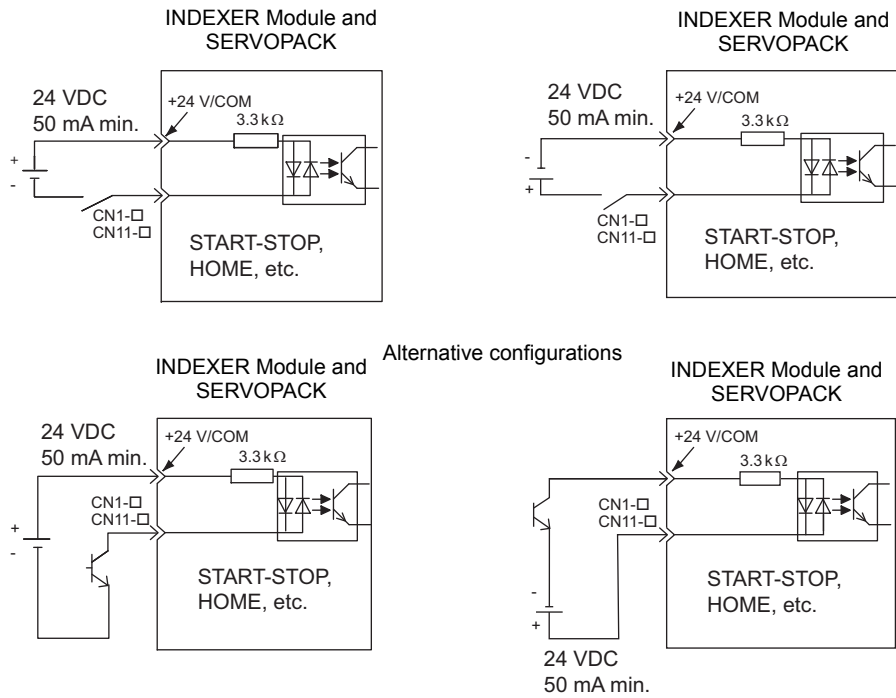 INDEXER Module and
SERVOPACK
24 VDC
50 mA min.
+24 V/COM
3.3 kΩ
+
-
CN1-□
CN11-□
START-STOP,
HOME, etc.
INDEXER Module and
SERVOPACK
24 VDC
50 mA min.
+24 V/COM
3.3 kΩ
-
+
CN1-□
CN11-□
START-STOP,
HOME, etc.
Alternative configurations
INDEXER Module and
SERVOPACK
24 VDC
50 mA min.
+24 V/COM
3.3 kΩ
CN1-□
CN11-□
+
-
START-STOP,
HOME, etc.
INDEXER Module and
SERVOPACK
+24 V/COM
3.3 kΩ
CN1-□
CN11-□
START-STOP,
HOME, etc.
-
+
24 VDC
50 mA min.